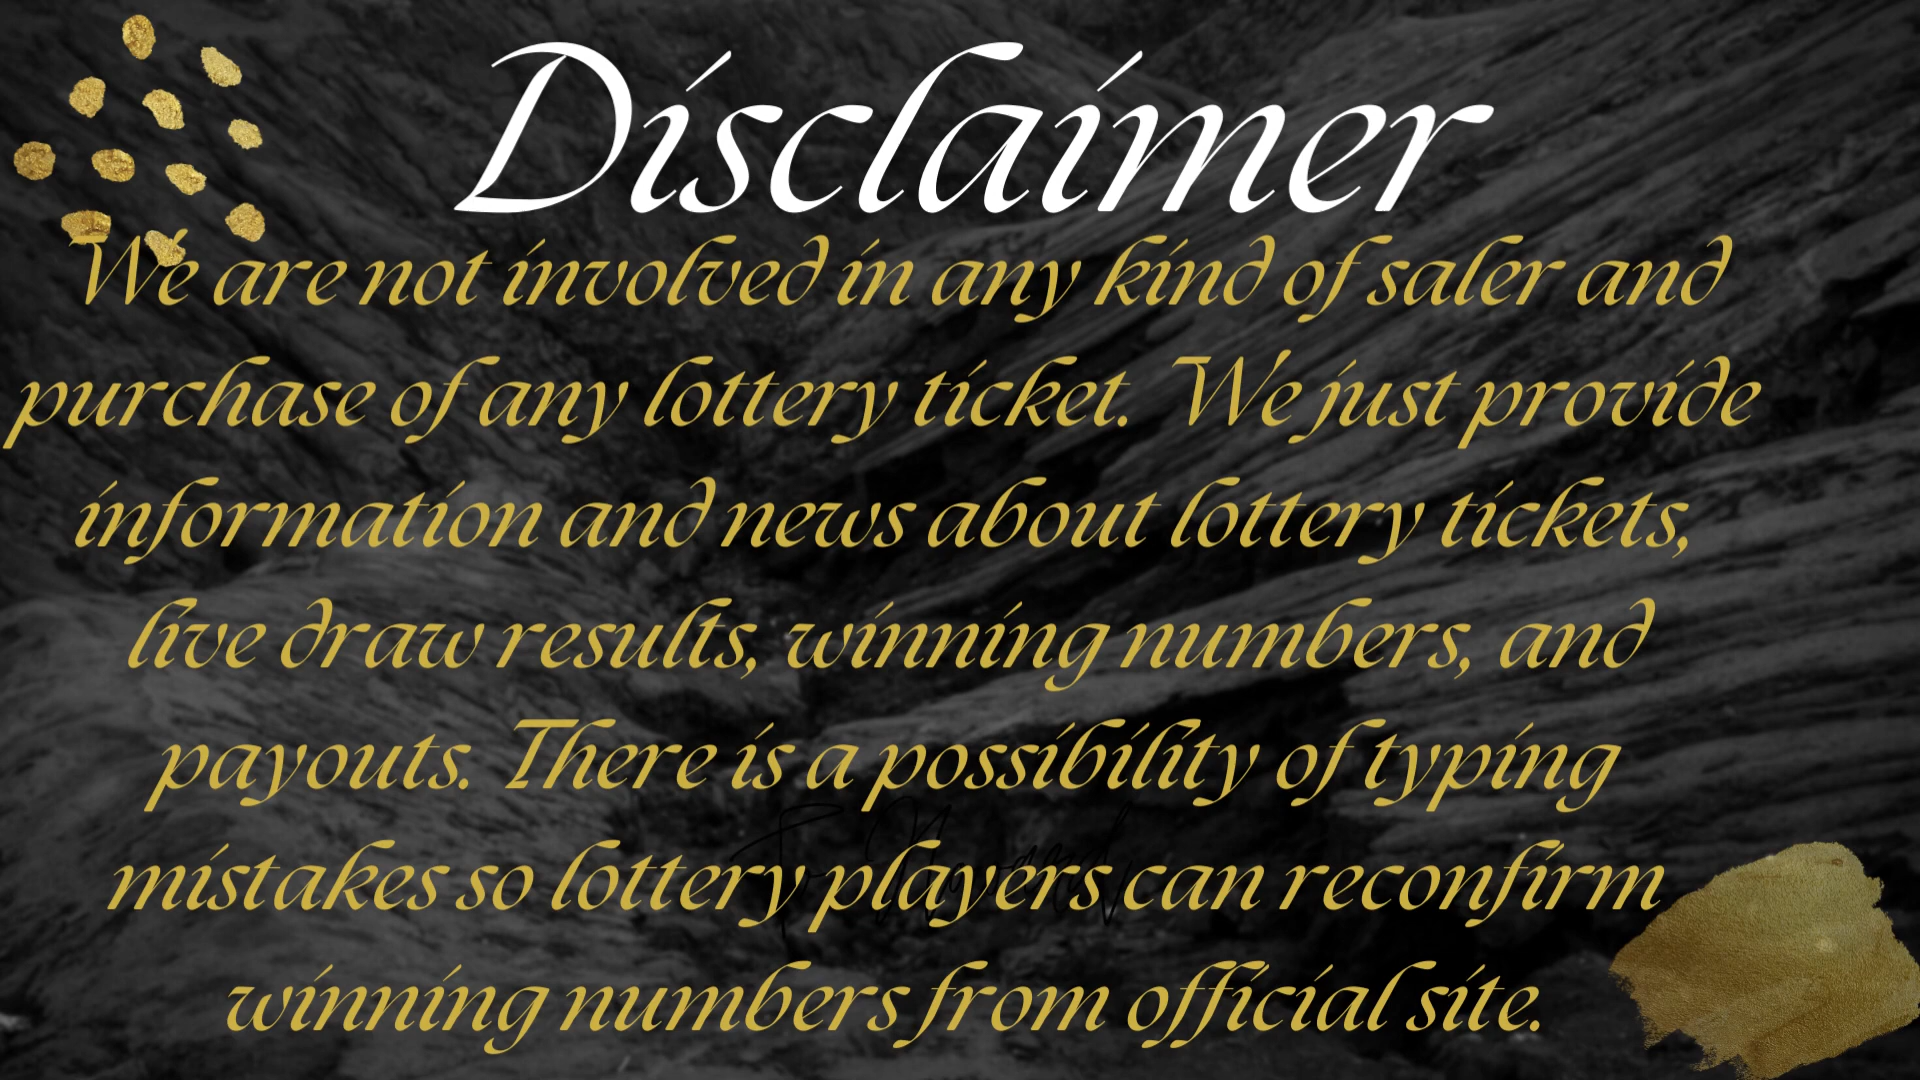 Disclaimer
We are not involved in any kind of saler and
purchase of any lottery ticket. We just provide
information and news about lottery tickets,
live draw results, winning numbers, and
payouts. There is a possibility of typing
mistakes so lottery players can reconfirm
winning numbers from official site.